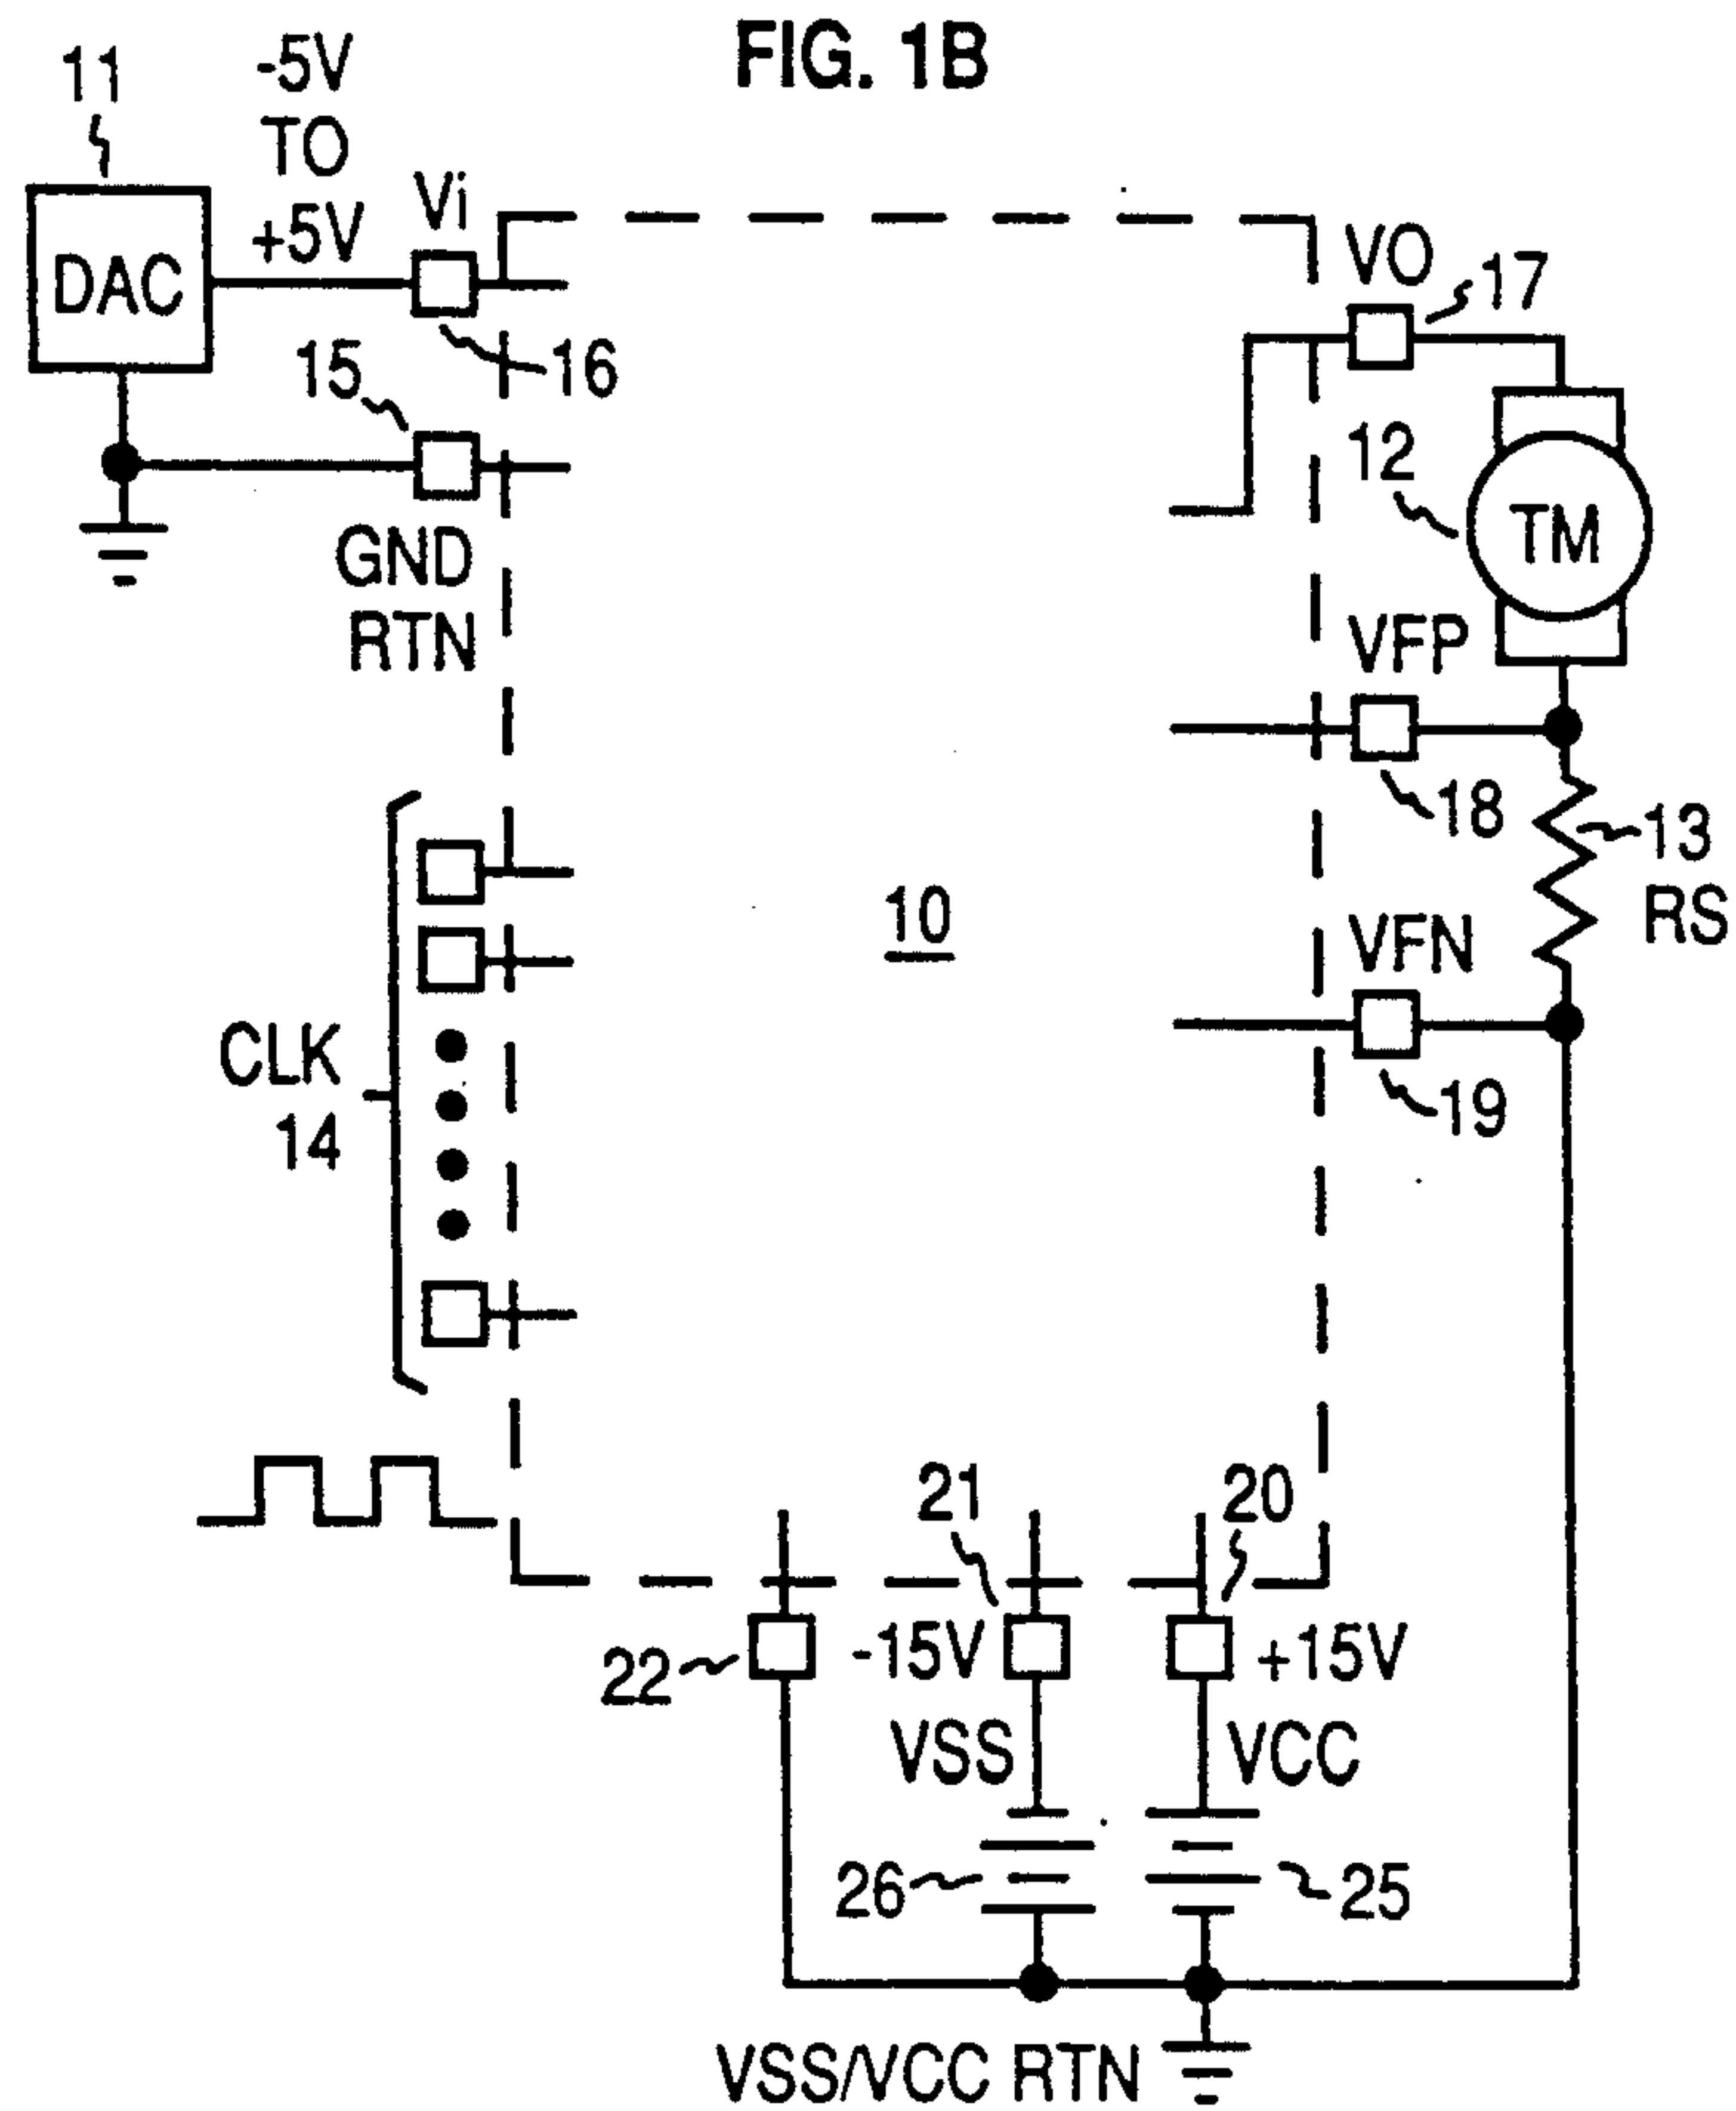 FIG. 1B
11
-5V
TO
+5V
DAC
Vi
16
15
GND
RTN
VO
17
12
TM
VFP
18
13
RS
10
VFN
19
CLK
14
21
20
22
-15V
+15V
VSS
VCC
26
25
VSS/VCC RTN